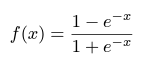 f(x) = \frac{1 - e^{-x}}{1 + e^{-x}}